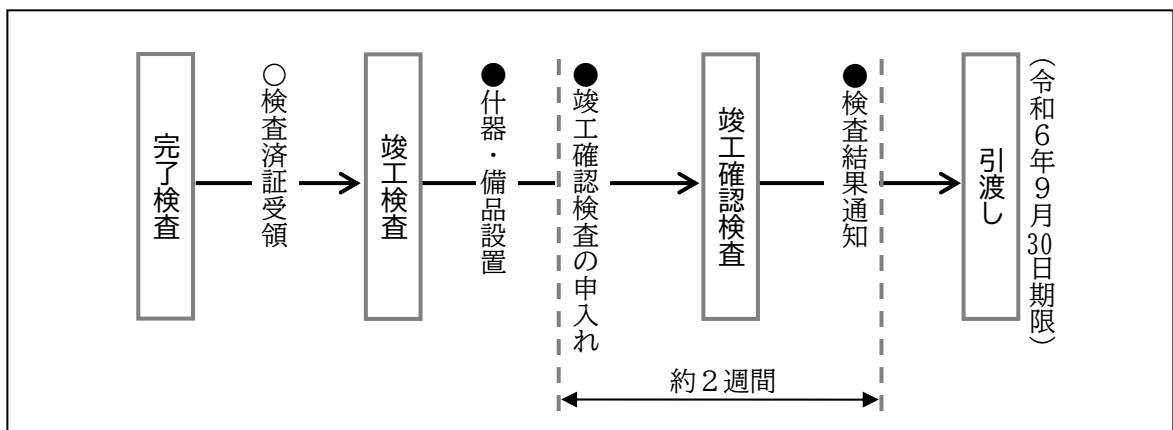 完了検査
○検査済証受領
竣工検査
●什器・備品設置
●竣工確認検査の申入れ
竣工確認検査
●検査結果通知
引渡し
（令和６年９月30日期限）
約２週間